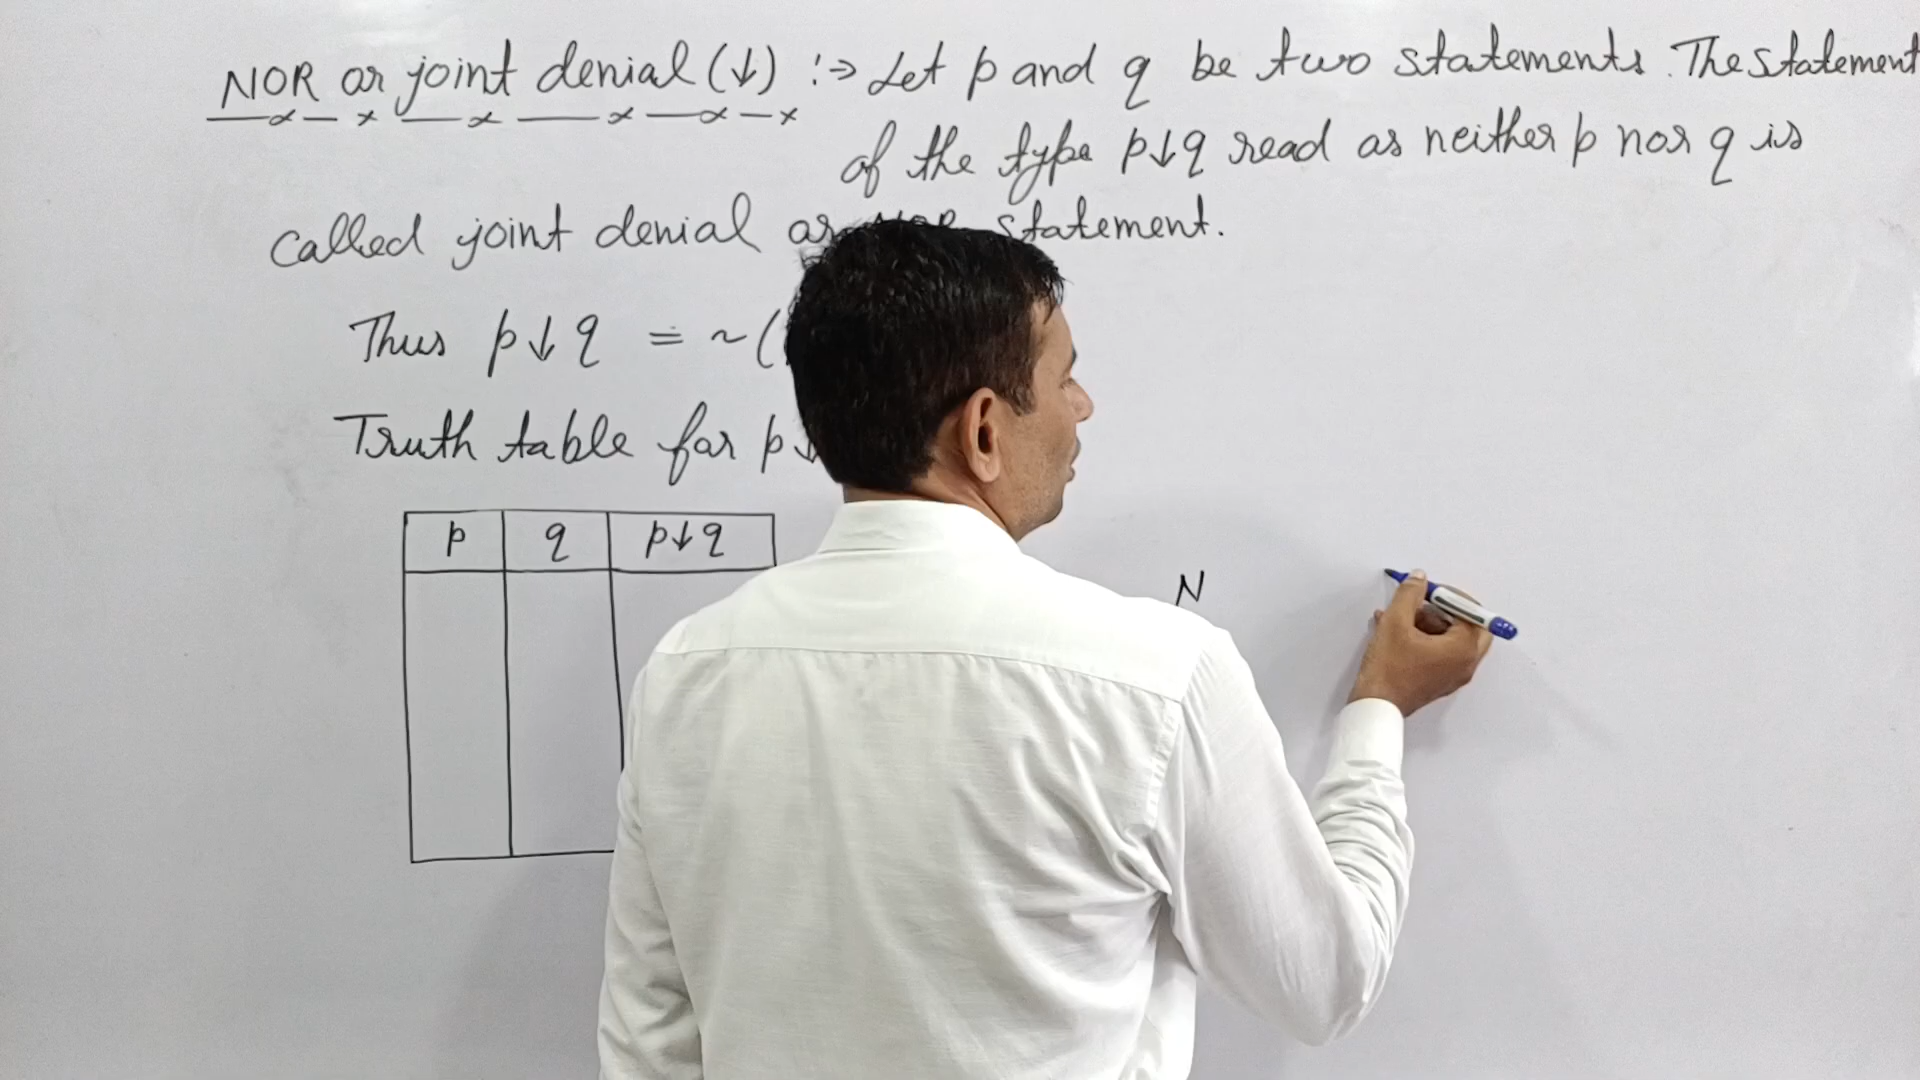 NOR or joint denial (↓) :→ Let p and q be two statements. The statement
of the type p↓q read as neither p nor q is
called joint denial or statement.
Thus p↓q ≡ ~(
Truth table for p↓
p q p↓q
N